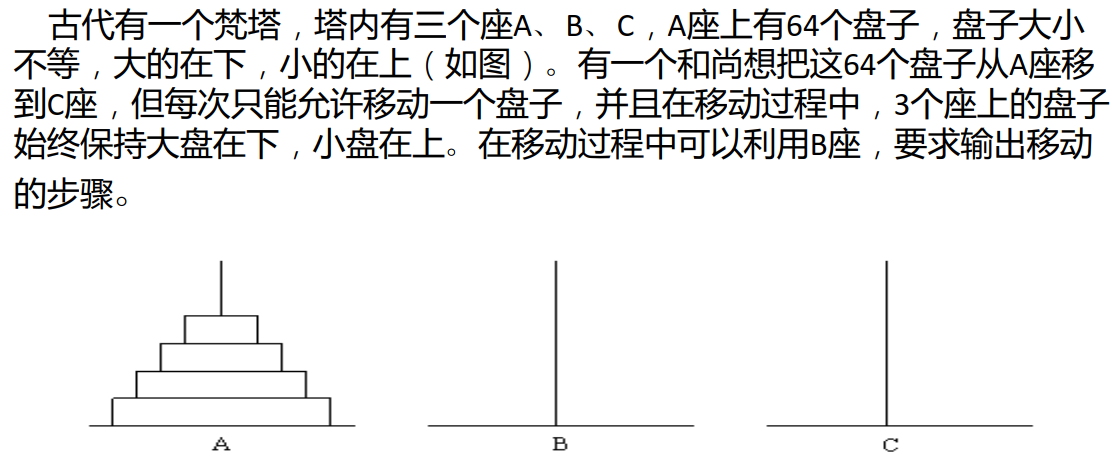 古代有一个梵塔，塔内有三个座A、B、C，A座上有64个盘子，盘子大小
不等，大的在下，小的在上（如图）。有一个和尚想把这64个盘子从A座移
到C座，但每次只能允许移动一个盘子，并且在移动过程中，3个座上的盘子
始终保持大盘在下，小盘在上。在移动过程中可以利用B座，要求输出移动
的步骤。
A B C